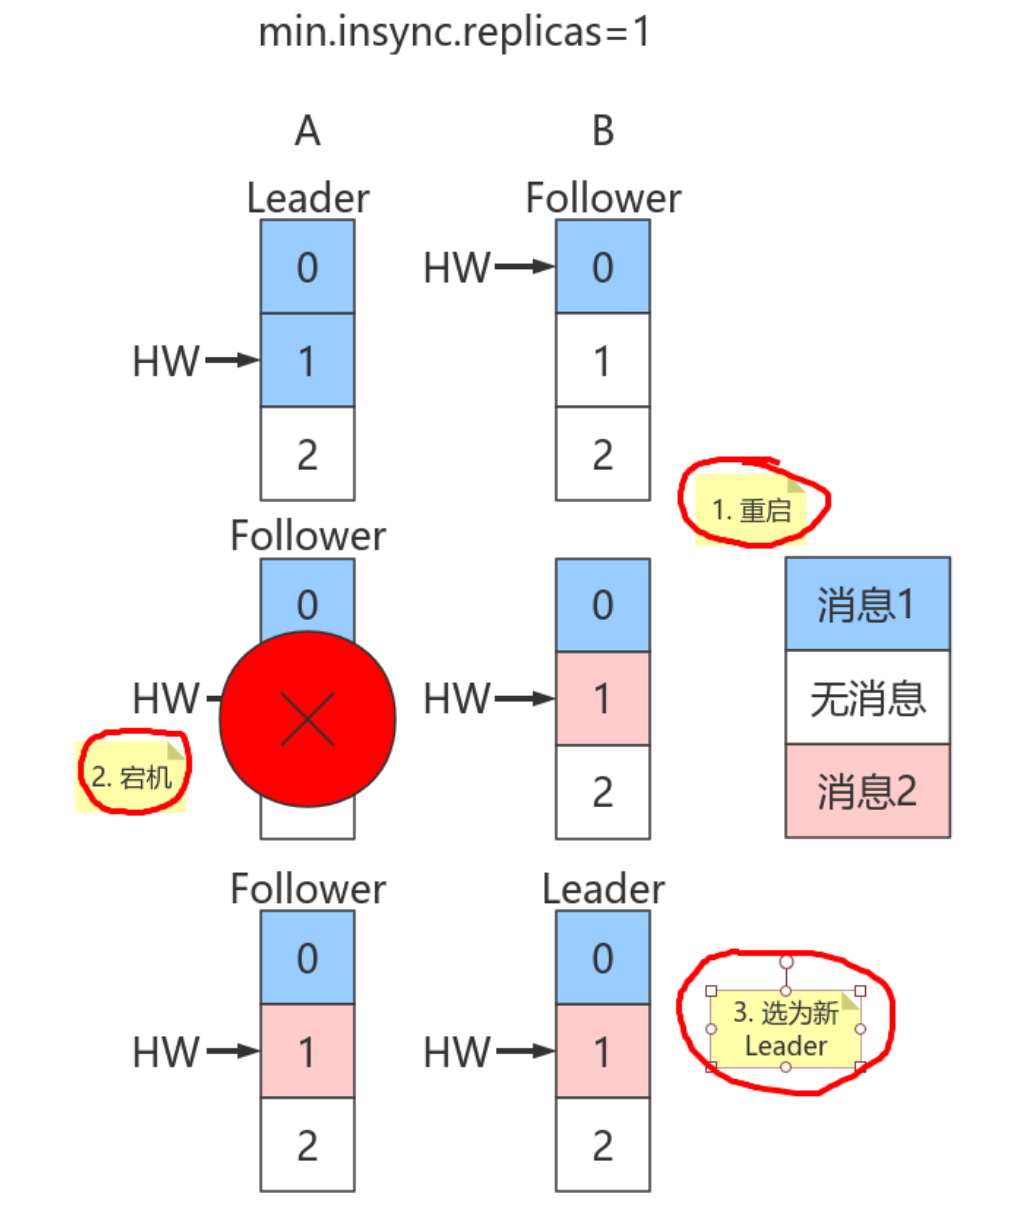 min.insync.replicas=1
A
B
Leader
Follower
0
HW
0
HW
1
1
2
2
1. 重启
Follower
0
0
消息1
HW
HW
1
无消息
2. 宕机
2
消息2
Follower
Leader
0
0
3. 选为新
Leader
HW
1
HW
1
2
2